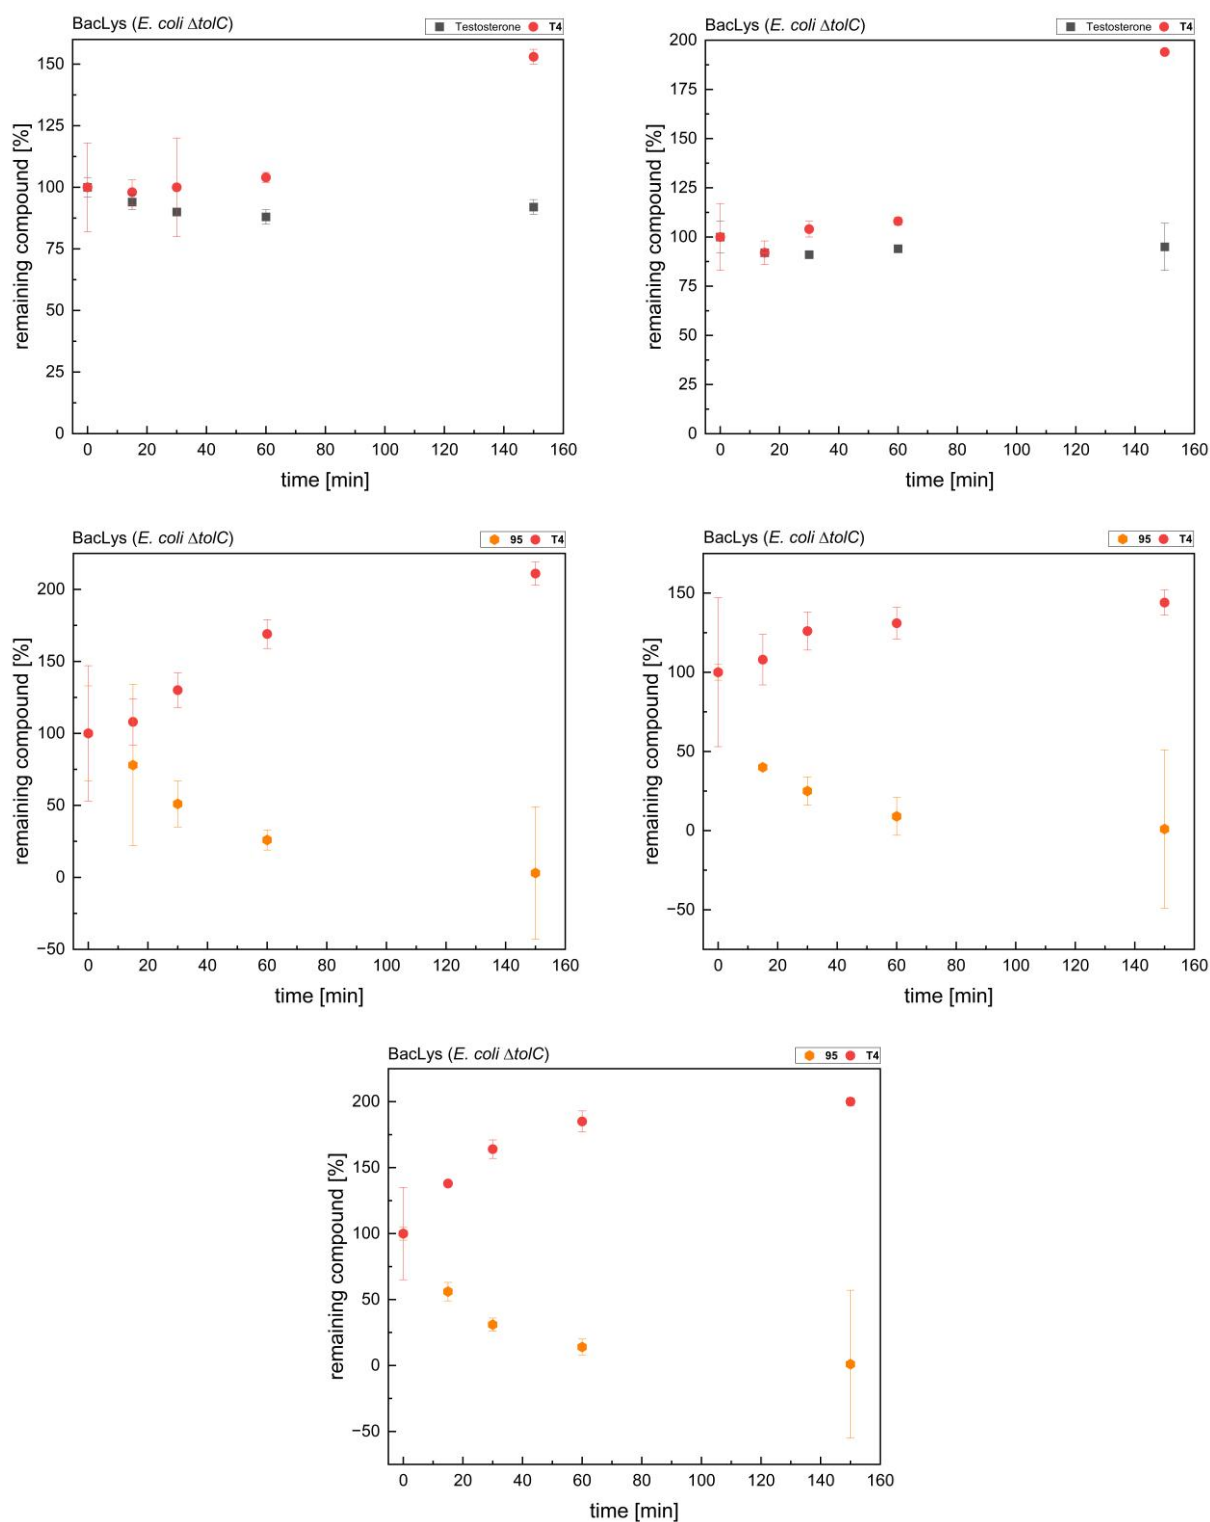 BacLys (E. coli ΔtolC)
Testosterone T4
remaining compound [%]
150
125
100
75
50
25
0
0 20 40 60 80 100 120 140 160
time [min]
BacLys (E. coli ΔtolC)
Testosterone T4
remaining compound [%]
200
175
150
125
100
75
50
25
0
0 20 40 60 80 100 120 140 160
time [min]
BacLys (E. coli ΔtolC)
95 T4
remaining compound [%]
200
150
100
50
0
−50
0 20 40 60 80 100 120 140 160
time [min]
BacLys (E. coli ΔtolC)
95 T4
remaining compound [%]
150
100
50
0
−50
0 20 40 60 80 100 120 140 160
time [min]
BacLys (E. coli ΔtolC)
95 T4
remaining compound [%]
200
150
100
50
0
−50
0 20 40 60 80 100 120 140 160
time [min]